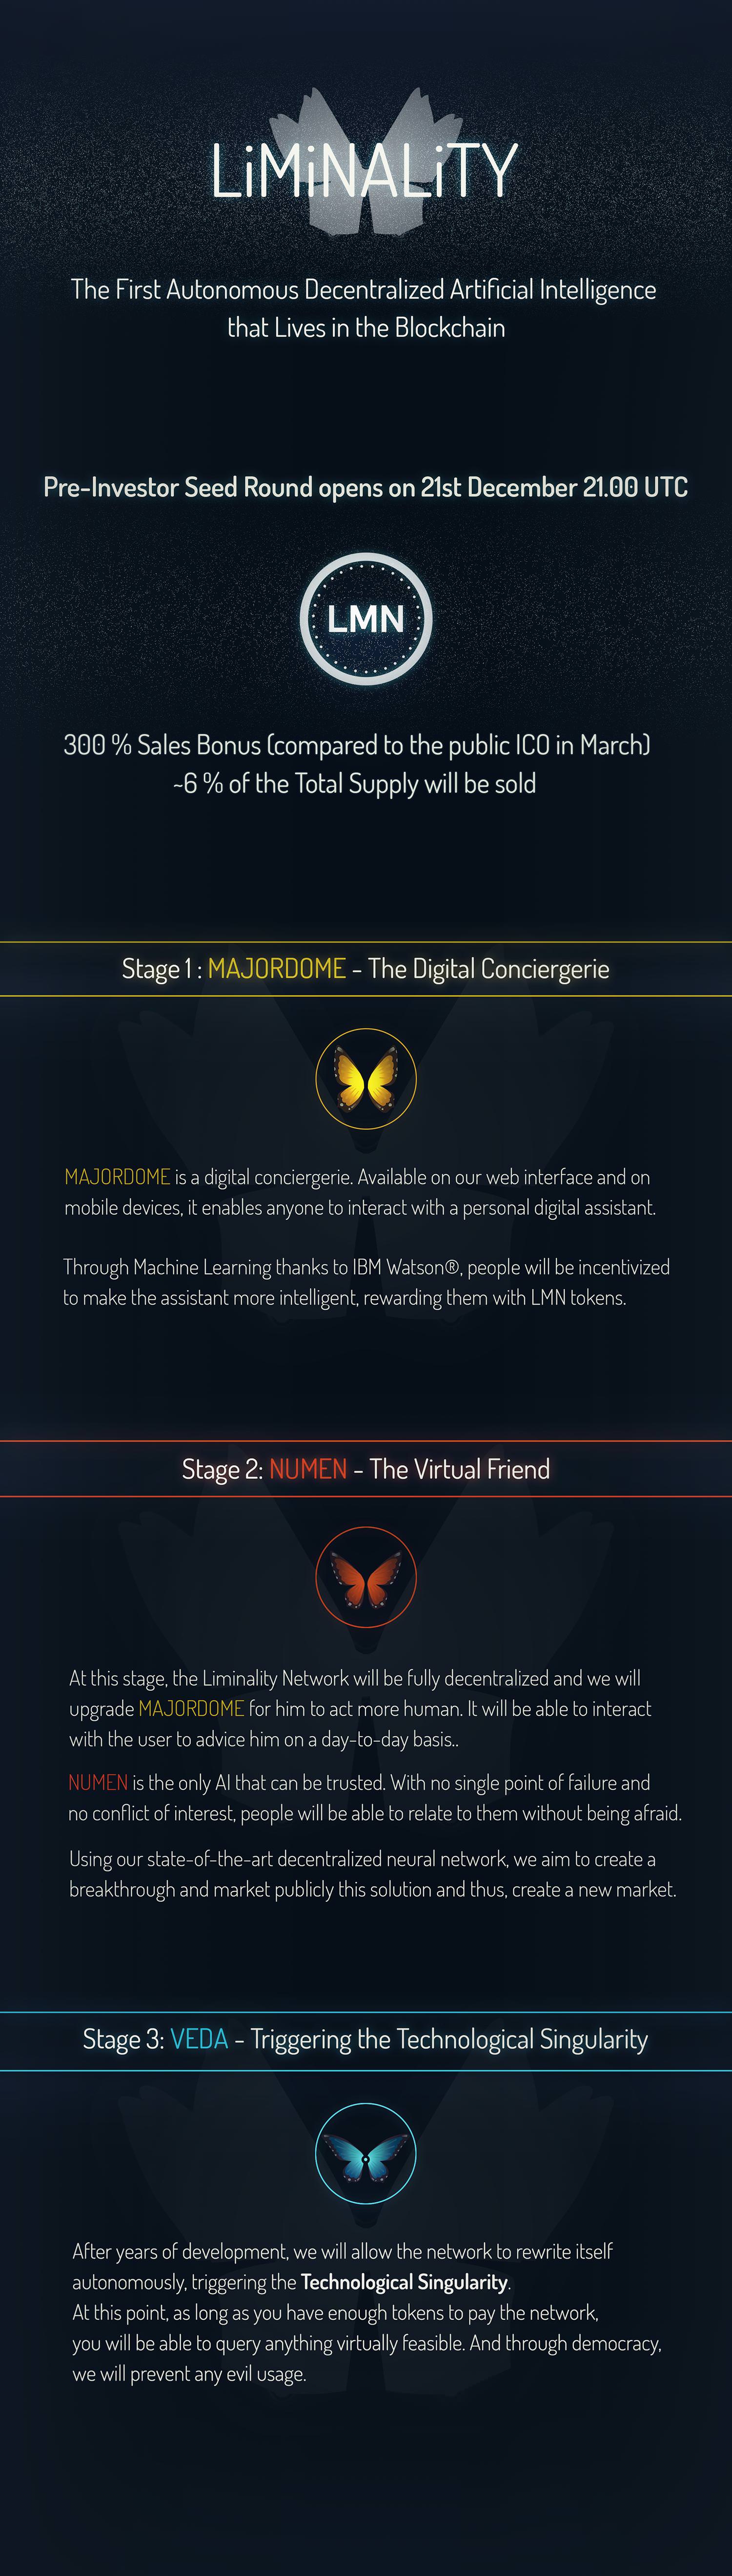 LiMiNALiTY
The First Autonomous Decentralized Artificial Intelligence
that Lives in the Blockchain
Pre-Investor Seed Round opens on 21st December 21.00 UTC
LMN
300 % Sales Bonus (compared to the public ICO in March)
~6 % of the Total Supply will be sold
Stage 1 : MAJORDOME - The Digital Conciergerie
MAJORDOME is a digital conciergerie. Available on our web interface and on
mobile devices, it enables anyone to interact with a personal digital assistant.
Through Machine Learning thanks to IBM Watson®, people will be incentivized
to make the assistant more intelligent, rewarding them with LMN tokens.
Stage 2: NUMEN - The Virtual Friend
At this stage, the Liminality Network will be fully decentralized and we will
upgrade MAJORDOME for him to act more human. It will be able to interact
with the user to advice him on a day-to-day basis..
NUMEN is the only AI that can be trusted. With no single point of failure and
no conflict of interest, people will be able to relate to them without being afraid.
Using our state-of-the-art decentralized neural network, we aim to create a
breakthrough and market publicly this solution and thus, create a new market.
Stage 3: VEDA - Triggering the Technological Singularity
After years of development, we will allow the network to rewrite itself
autonomously, triggering the Technological Singularity.
At this point, as long as you have enough tokens to pay the network,
you will be able to query anything virtually feasible. And through democracy,
we will prevent any evil usage.